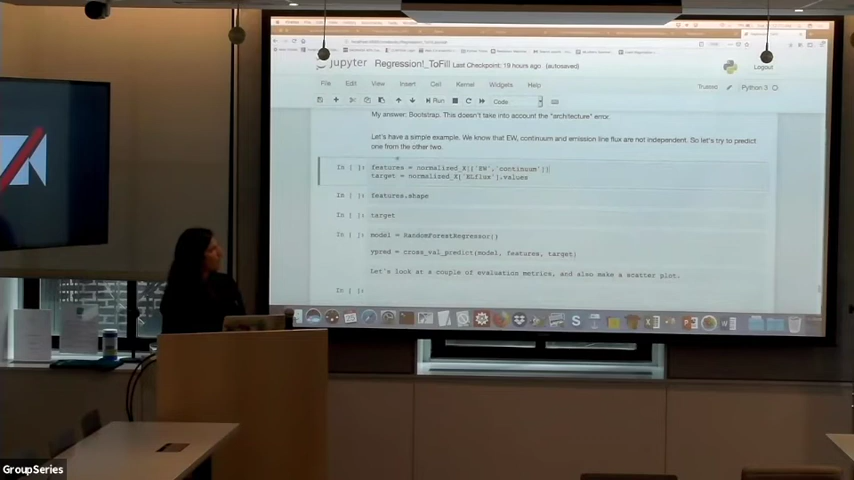 jupyter Regression!_ToFill Last Checkpoint: 19 hours ago (autosaved)
Logout
File Edit View Insert Cell Kernel Widgets Help
Trusted Python 3
Run Code
My answer: Bootstrap. This doesn't take into account the "architecture" error.
Let's have a simple example. We know that EW, continuum and emission line flux are not independent. So let's try to predict
one from the other two.
In [ ]: features = normalized_X[['EW','continuum']]
target = normalized_X['ELflux'].values
In [ ]: features.shape
In [ ]: target
In [ ]: model = RandomForestRegressor()
ypred = cross_val_predict(model, features, target)
Let's look at a couple of evaluation metrics, and also make a scatter plot.
In [ ]:
GroupSeries